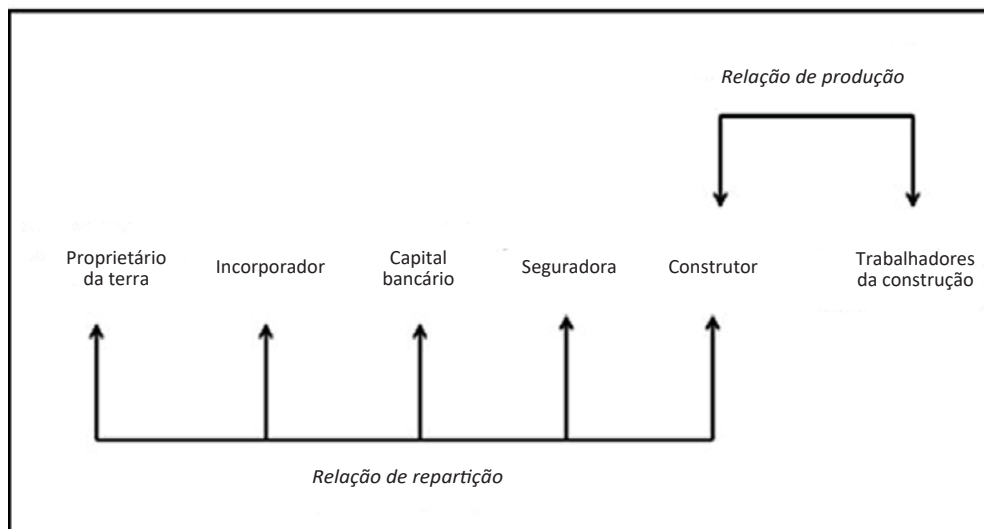 Relação de produção
Proprietário
da terra
Incorporador
Capital
bancário
Seguradora
Construtor
Trabalhadores
da construção
Relação de repartição